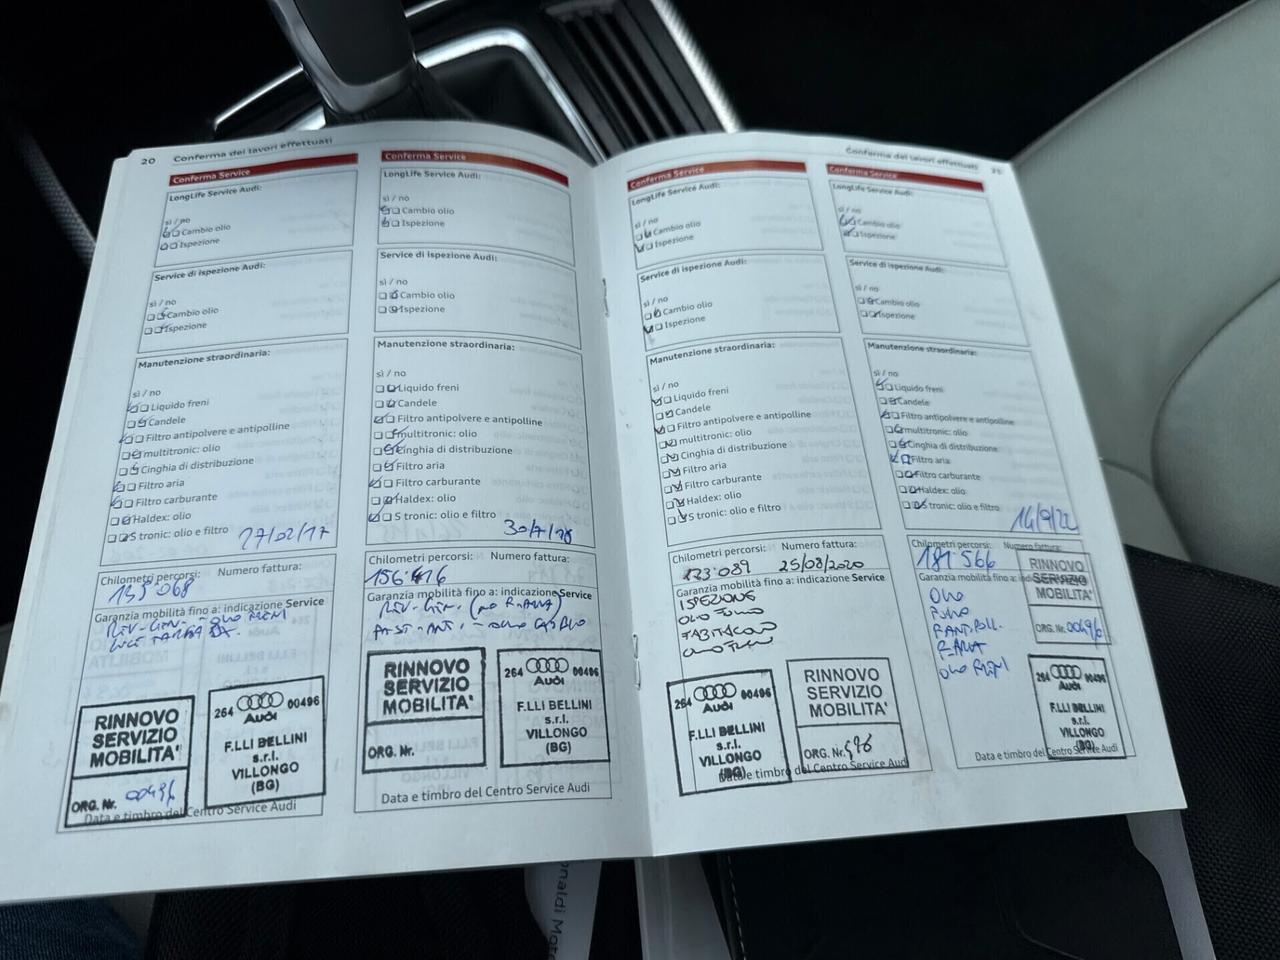 20 Conferma dei lavori effettuati
Conferma Service
LongLife Service Audi:
sì / no
Cambio olio
Ispezione
Service di ispezione Audi:
sì / no
Cambio olio
Ispezione
Manutenzione straordinaria:
sì / no
Liquido freni
Candele
Filtro antipolvere e antipolline
multitronic: olio
Cinghia di distribuzione
Filtro aria
Filtro carburante
Haldex: olio
S tronic: olio e filtro
27/02/17
Chilometri percorsi: Numero fattura:
Garanzia mobilità fino a: indicazione Service
RINNOVO
SERVIZIO
MOBILITA'
ORG. Nr. 00496
264 Audi 00496
F.LLI BELLINI
s.r.l.
VILLONGO
(BG)
Data e timbro del Centro Service Audi
Conferma Service
LongLife Service Audi:
sì / no
Cambio olio
Ispezione
Service di ispezione Audi:
sì / no
Cambio olio
Ispezione
Manutenzione straordinaria:
sì / no
Liquido freni
Candele
Filtro antipolvere e antipolline
multitronic: olio
Cinghia di distribuzione
Filtro aria
Filtro carburante
Haldex: olio
S tronic: olio e filtro
Chilometri percorsi: Numero fattura:
Garanzia mobilità fino a: indicazione Service
RINNOVO
SERVIZIO
MOBILITA'
ORG. Nr.
264 Audi 00496
F.LLI BELLINI
s.r.l.
VILLONGO
(BG)
Data e timbro del Centro Service Audi
Conferma dei lavori effettuati 21
Conferma Service
LongLife Service Audi:
sì / no
Cambio olio
Ispezione
Service di ispezione Audi:
sì / no
Cambio olio
Ispezione
Manutenzione straordinaria:
sì / no
Liquido freni
Candele
Filtro antipolvere e antipolline
multitronic: olio
Cinghia di distribuzione
Filtro aria
Filtro carburante
Haldex: olio
S tronic: olio e filtro
Chilometri percorsi: Numero fattura:
25/08/2020
Garanzia mobilità fino a: indicazione Service
ISPEZIONE
264 Audi 00496
F.LLI BELLINI
s.r.l.
VILLONGO
(BG)
RINNOVO
SERVIZIO
MOBILITA'
ORG. Nr. 496
Data e timbro del Centro Service Audi
Conferma Service
LongLife Service Audi:
sì / no
Cambio olio
Ispezione
Service di ispezione Audi:
sì / no
Cambio olio
Ispezione
Manutenzione straordinaria:
sì / no
Liquido freni
Candele
Filtro antipolvere e antipolline
multitronic: olio
Cinghia di distribuzione
Filtro aria
Filtro carburante
Haldex: olio
S tronic: olio e filtro
14/9/22
Chilometri percorsi: Numero fattura:
181566
Garanzia mobilità fino a: indicazione Service
RINNOVO
SERVIZIO
MOBILITA'
ORG. Nr. 00496
264 Audi 00496
F.LLI BELLINI
s.r.l.
VILLONGO
(BG)
Data e timbro del Centro Service Audi